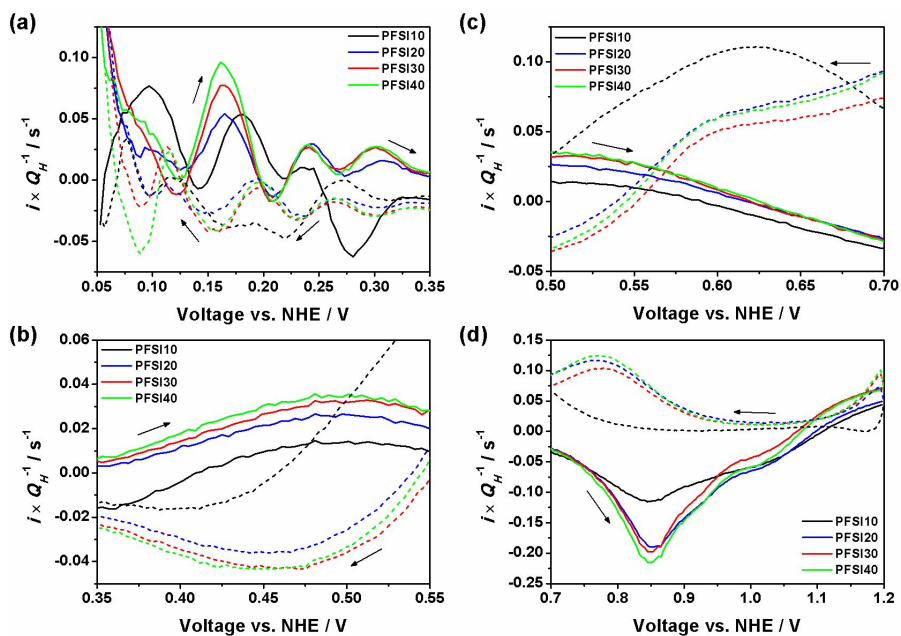 (a)
PFSI10
PFSI20
PFSI30
PFSI40
i × Q_H^-1 / s^-1
0.10
0.05
0.00
-0.05
0.05 0.10 0.15 0.20 0.25 0.30 0.35
Voltage vs. NHE / V
(c)
PFSI10
PFSI20
PFSI30
PFSI40
i × Q_H^-1 / s^-1
0.10
0.05
0.00
-0.05
0.50 0.55 0.60 0.65 0.70
Voltage vs. NHE / V
(b)
PFSI10
PFSI20
PFSI30
PFSI40
i × Q_H^-1 / s^-1
0.06
0.04
0.02
0.00
-0.02
-0.04
0.35 0.40 0.45 0.50 0.55
Voltage vs. NHE / V
(d)
i × Q_H^-1 / s^-1
0.15
0.10
0.05
0.00
-0.05
-0.10
-0.15
-0.20
-0.25
PFSI10
PFSI20
PFSI30
PFSI40
0.7 0.8 0.9 1.0 1.1 1.2
Voltage vs. NHE / V